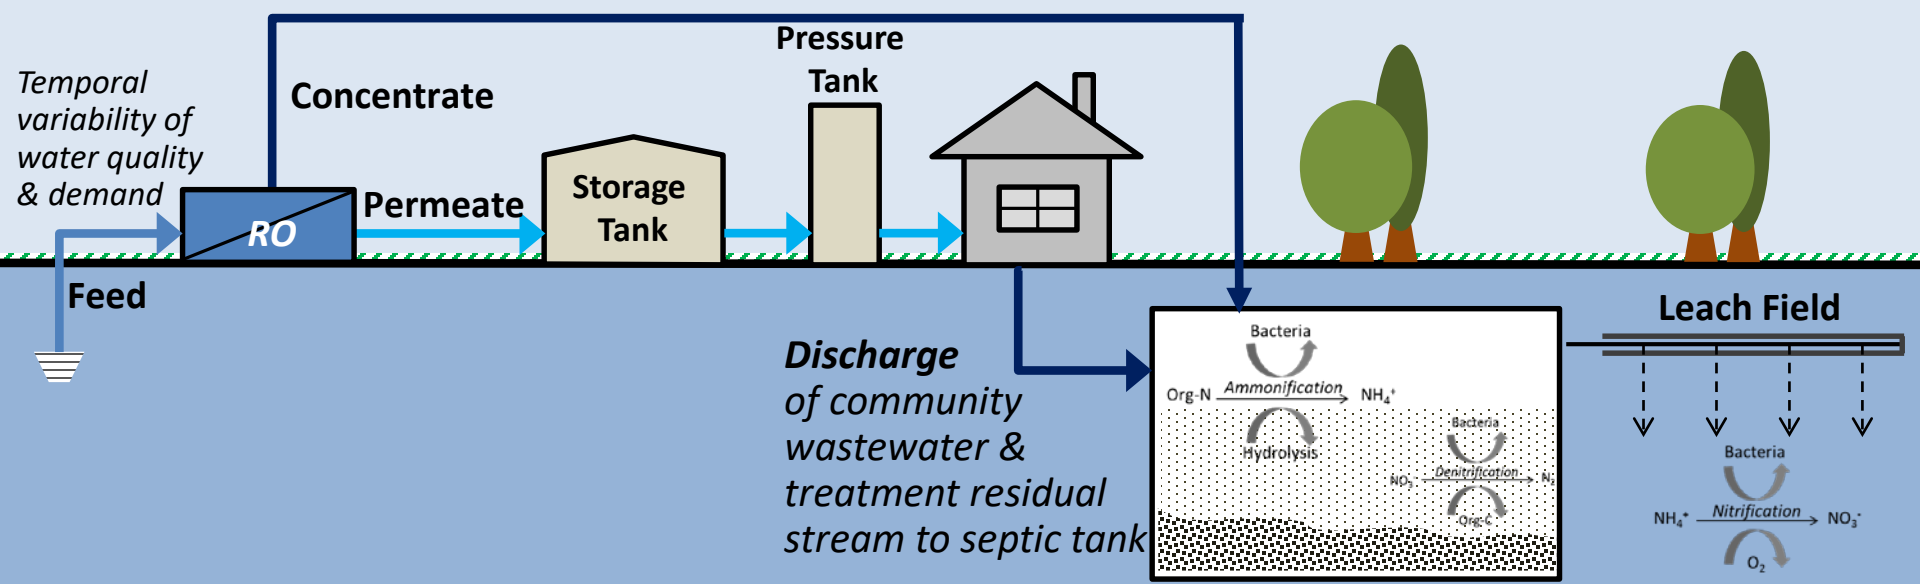 Temporal
variability of
water quality
& demand
Concentrate
Pressure
Tank
RO
Permeate
Storage
Tank
Feed
Discharge
of community
wastewater &
treatment residual
stream to septic tank
Bacteria
Org-N Ammonification NH₄⁺
Hydrolysis
Bacteria
NO₃⁻ Denitrification N₂
Org-C
Leach Field
Bacteria
NH₄⁺ Nitrification NO₃⁻
O₂